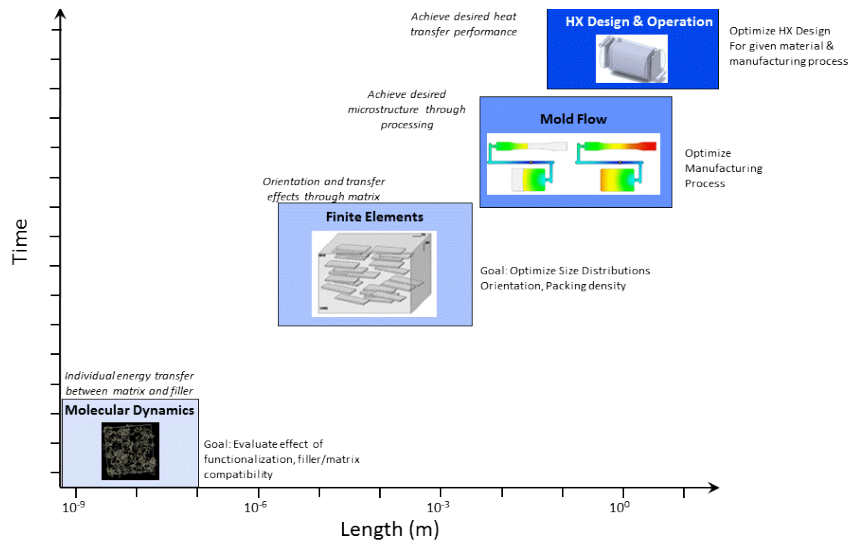 Achieve desired heat
transfer performance
HX Design & Operation
Optimize HX Design
For given material &
manufacturing process
Achieve desired
microstructure through
processing
Mold Flow
Optimize
Manufacturing
Process
Orientation and transfer
effects through matrix
Finite Elements
Goal: Optimize Size Distributions
Orientation, Packing density
Time
Individual energy transfer
between matrix and filler
Molecular Dynamics
Goal: Evaluate effect of
functionalization, filler/matrix
compatibility
10⁻⁹ 10⁻⁶ 10⁻³ 10⁰
Length (m)